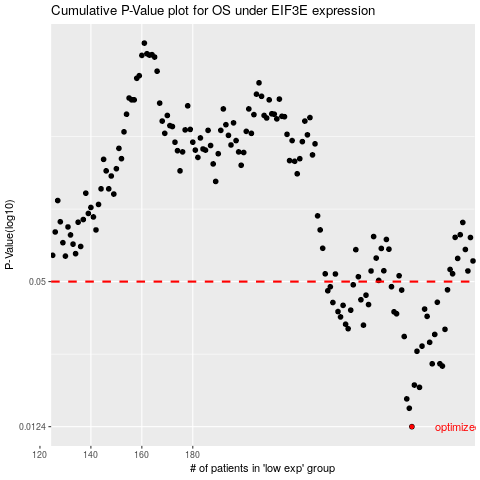 Cumulative P-Value plot for OS under EIF3E expression
P-Value(log10)
0.05
0.0124
optimize
120 140 160 180
# of patients in 'low exp' group